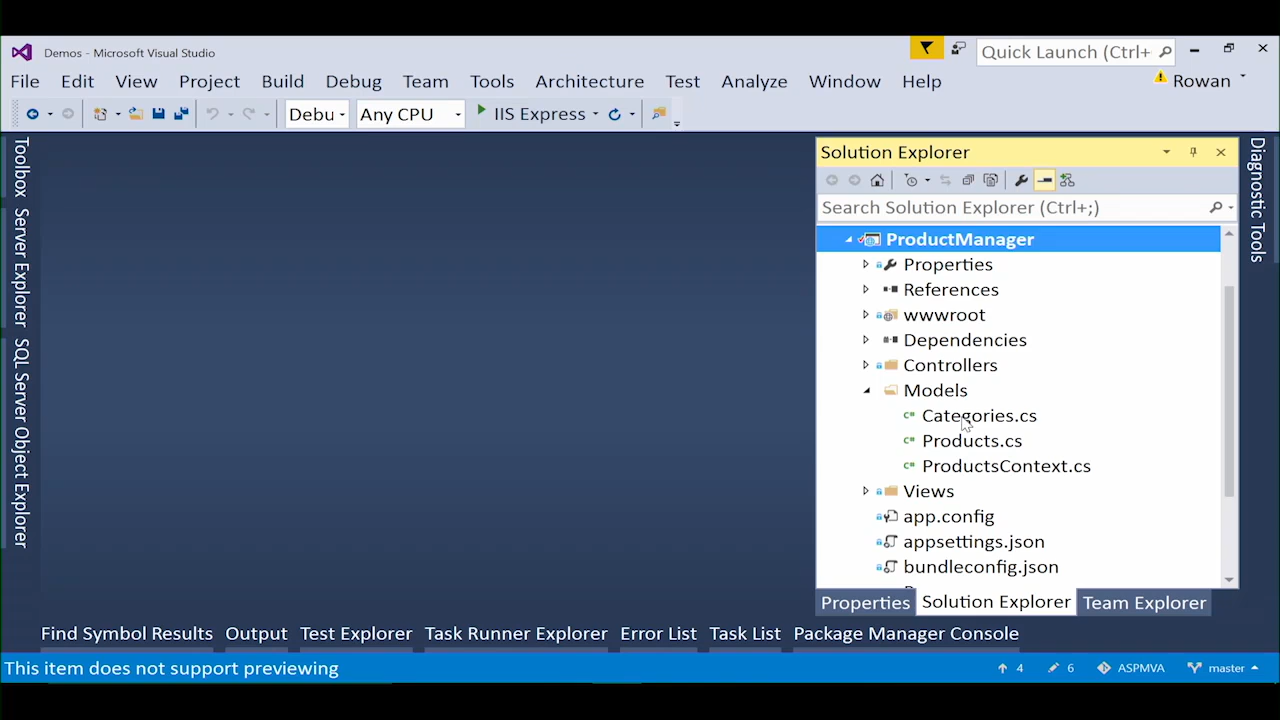 Demos - Microsoft Visual Studio
Quick Launch (Ctrl+
File Edit View Project Build Debug Team Tools Architecture Test Analyze Window Help Rowan
Debu Any CPU IIS Express
Toolbox
Server Explorer
SQL Server Object Explorer
Solution Explorer
Search Solution Explorer (Ctrl+;)
ProductManager
Properties
References
wwwroot
Dependencies
Controllers
Models
Categories.cs
Products.cs
ProductsContext.cs
Views
app.config
appsettings.json
bundleconfig.json
Properties Solution Explorer Team Explorer
Diagnostic Tools
Find Symbol Results Output Test Explorer Task Runner Explorer Error List Task List Package Manager Console
This item does not support previewing 4 6 ASPMVA master